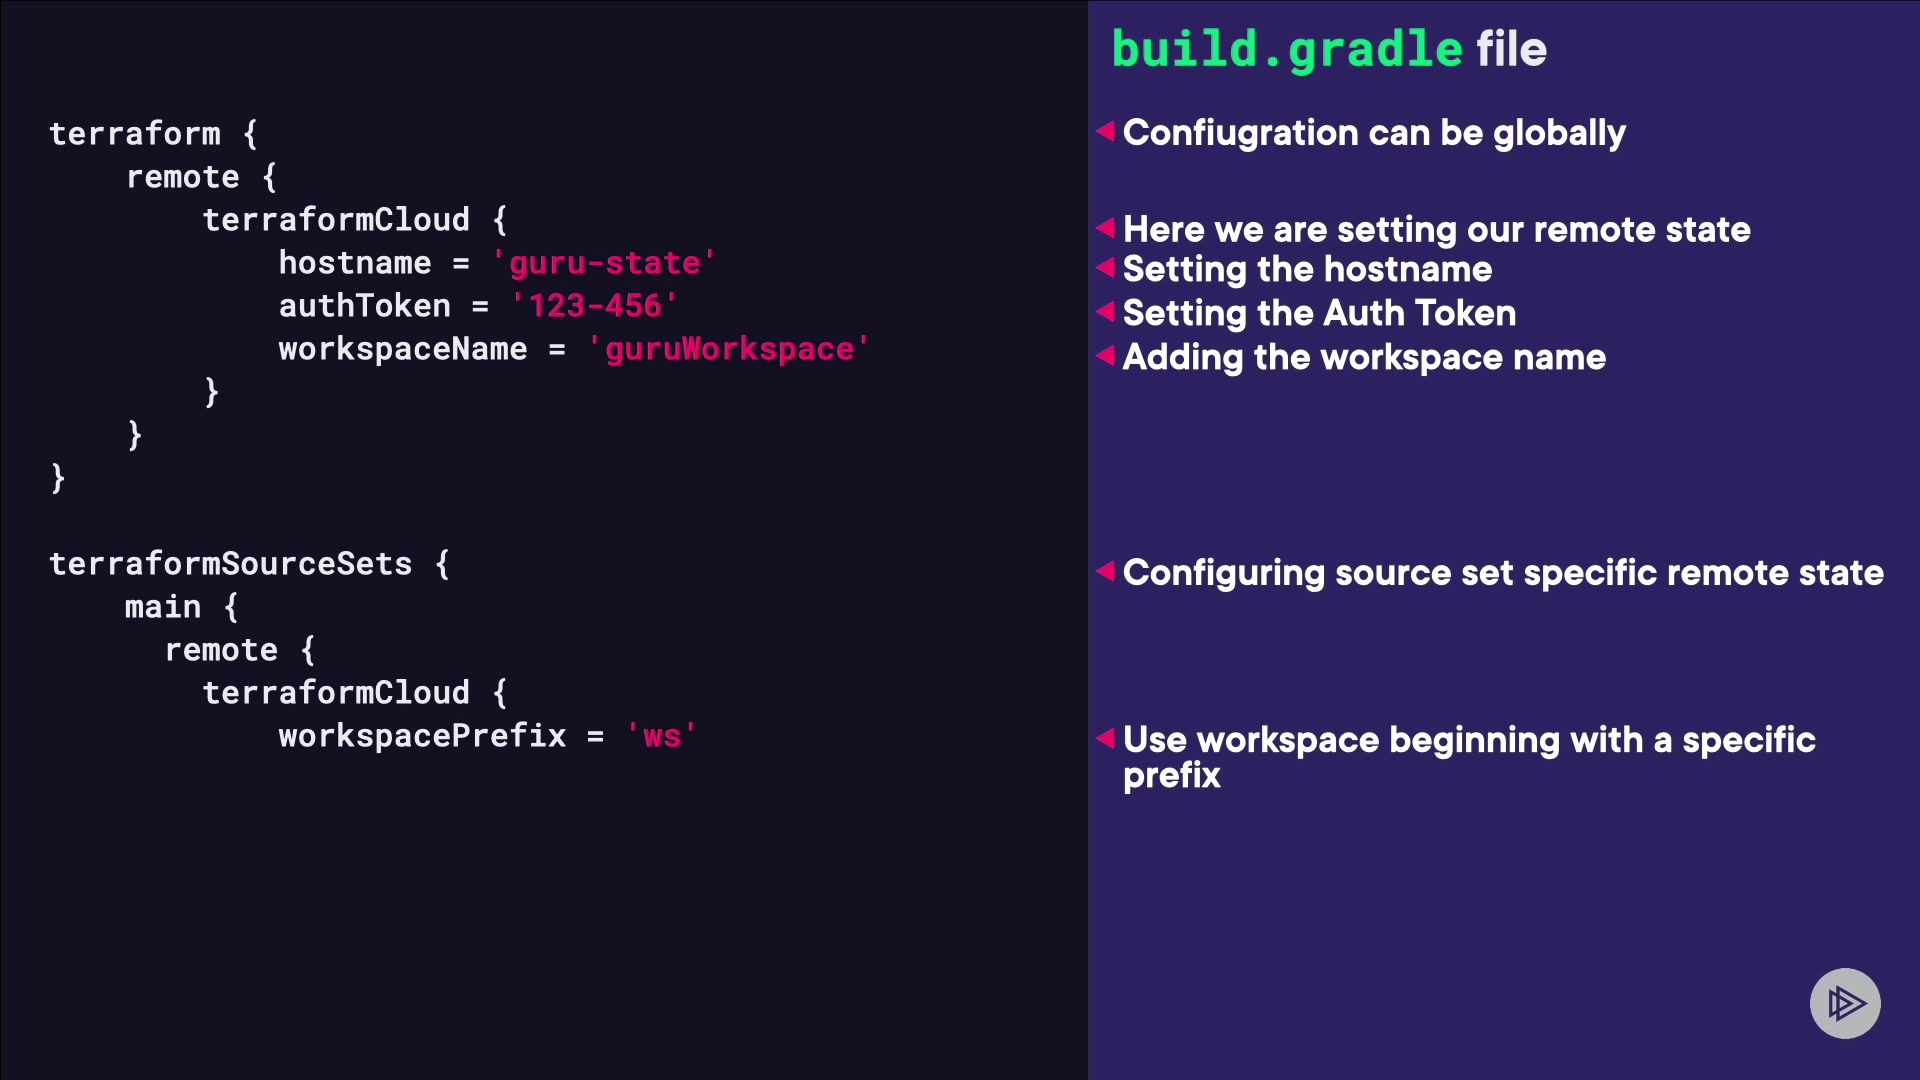 terraform {
remote {
terraformCloud {
hostname = 'guru-state'
authToken = '123-456'
workspaceName = 'guruWorkspace'
}
}
}
terraformSourceSets {
main {
remote {
terraformCloud {
workspacePrefix = 'ws'
build.gradle file
Confiugration can be globally
Here we are setting our remote state
Setting the hostname
Setting the Auth Token
Adding the workspace name
Configuring source set specific remote state
Use workspace beginning with a specific
prefix